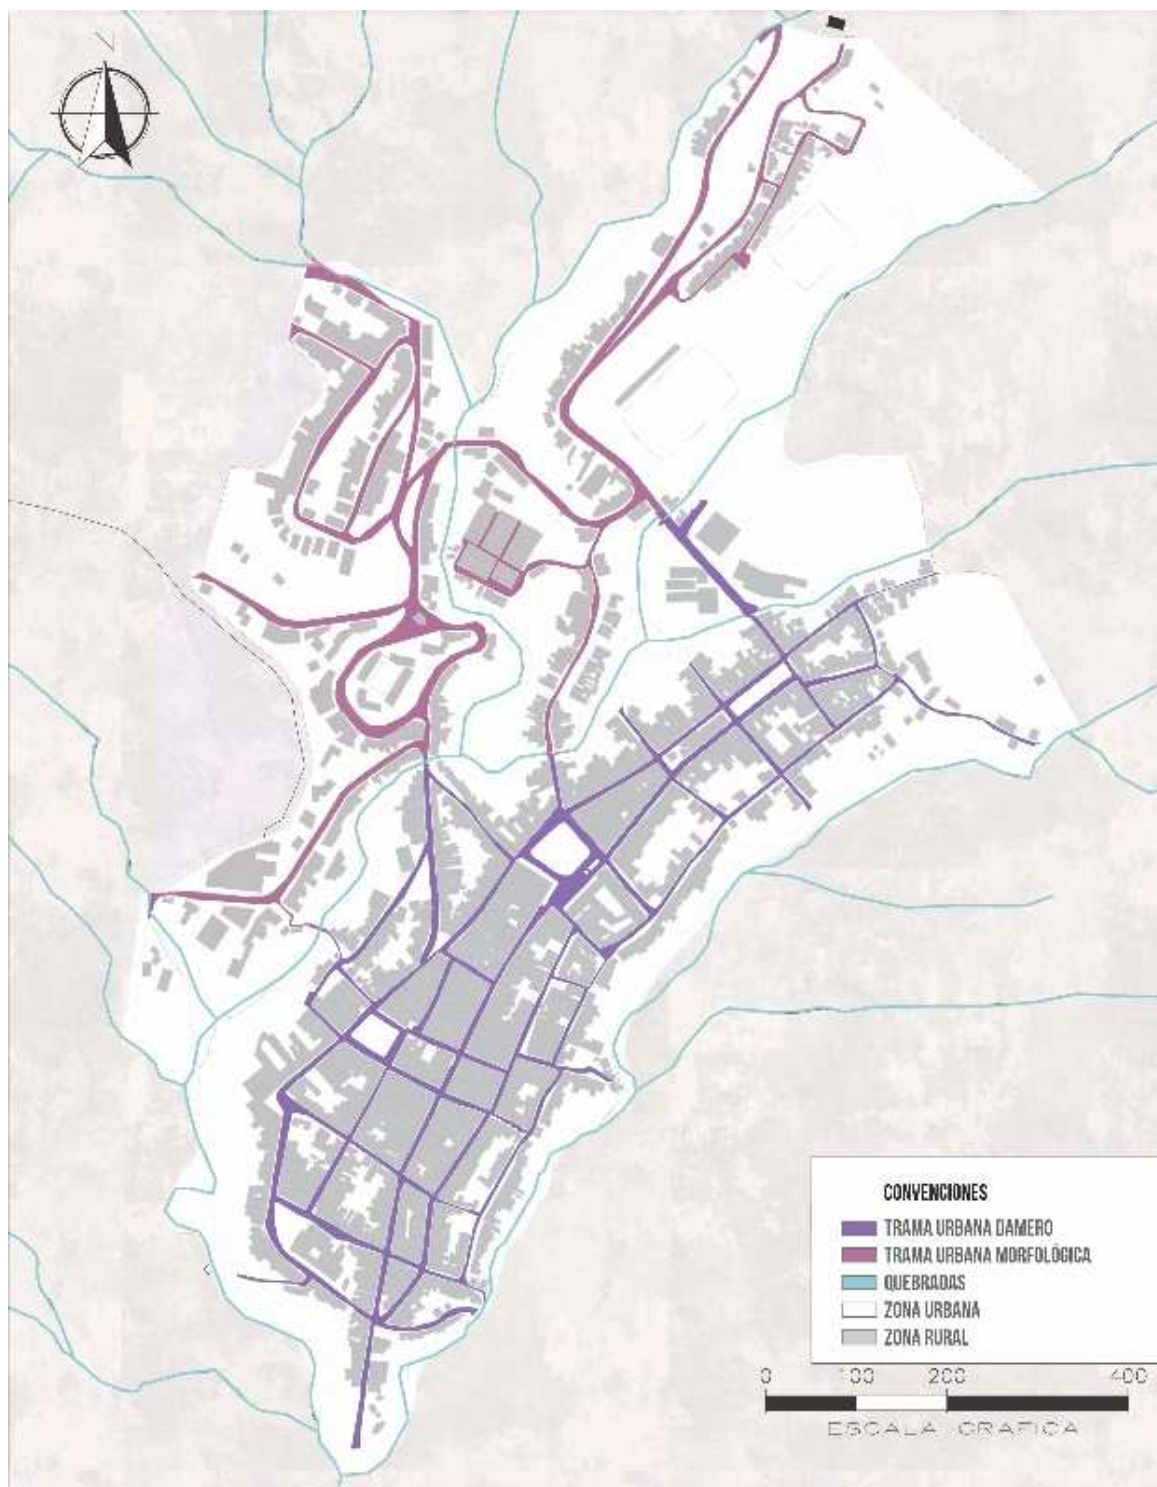 N
CONVENCIONES
TRAMA URBANA DAMERO
TRAMA URBANA MORFOLÓGICA
QUEBRADAS
ZONA URBANA
ZONA RURAL
0 100 200 400
ESCALA GRAFICA